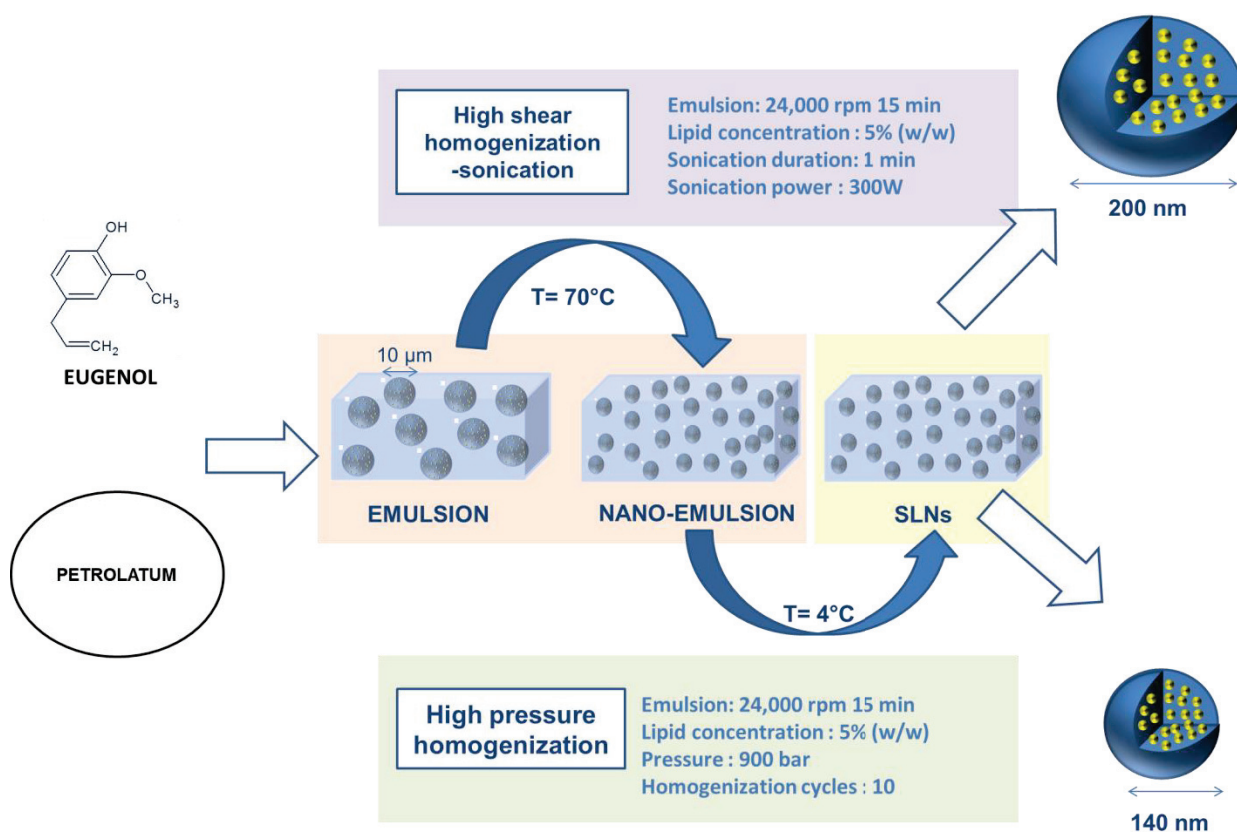 High shear
homogenization
-sonication
Emulsion: 24,000 rpm 15 min
Lipid concentration : 5% (w/w)
Sonication duration: 1 min
Sonication power : 300W
200 nm
OH
O
CH3
CH2
EUGENOL
T= 70°C
10 µm
EMULSION
NANO-EMULSION
SLNs
PETROLATUM
T= 4°C
High pressure
homogenization
Emulsion: 24,000 rpm 15 min
Lipid concentration : 5% (w/w)
Pressure : 900 bar
Homogenization cycles : 10
140 nm